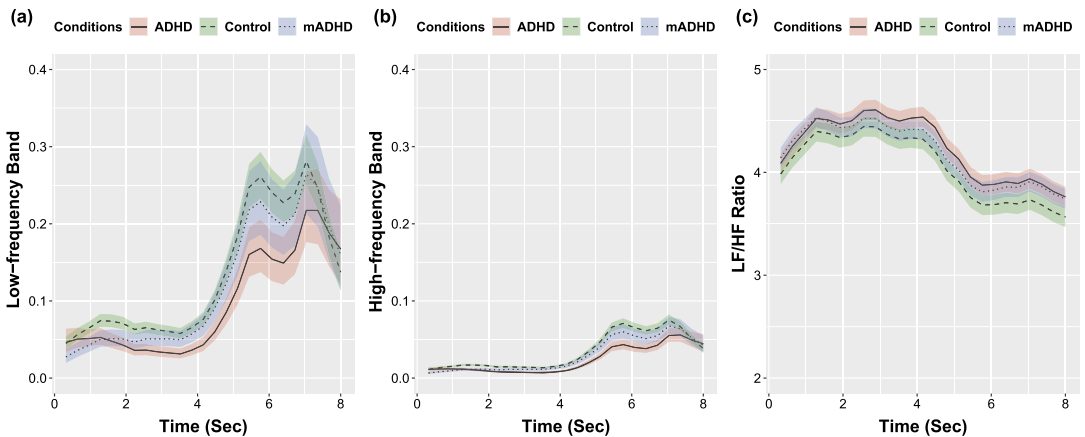 (a) Conditions ADHD Control mADHD
Low-frequency Band
0.4
0.3
0.2
0.1
0.0
0 2 4 6 8
Time (Sec)
(b) Conditions ADHD Control mADHD
High-frequency Band
0.4
0.3
0.2
0.1
0.0
0 2 4 6 8
Time (Sec)
(c) Conditions ADHD Control mADHD
LF/HF Ratio
5
4
3
2
0 2 4 6 8
Time (Sec)